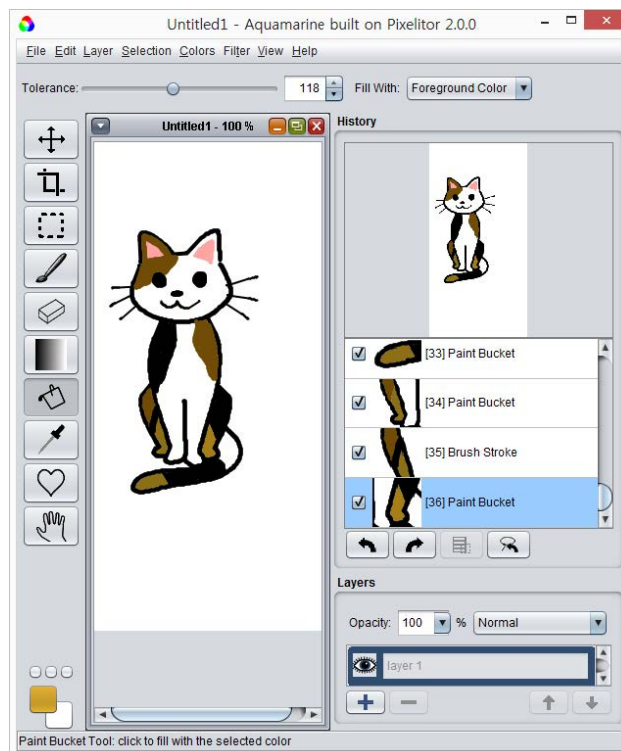 Untitled1 - Aquamarine built on Pixelitor 2.0.0
File Edit Layer Selection Colors Filter View Help
Tolerance: 118 Fill With: Foreground Color
Untitled1 - 100 %
History
[33] Paint Bucket
[34] Paint Bucket
[35] Brush Stroke
[36] Paint Bucket
Layers
Opacity: 100 % Normal
layer 1
Paint Bucket Tool: click to fill with the selected color